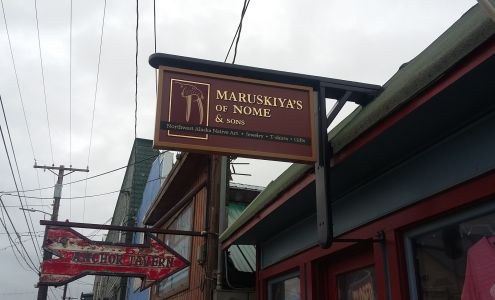 MARUSKIYA'S
OF NOME
& SONS
Northwest Alaska Native Art • Jewelry • T-shirts • Gifts
ANCHOR TAVERN